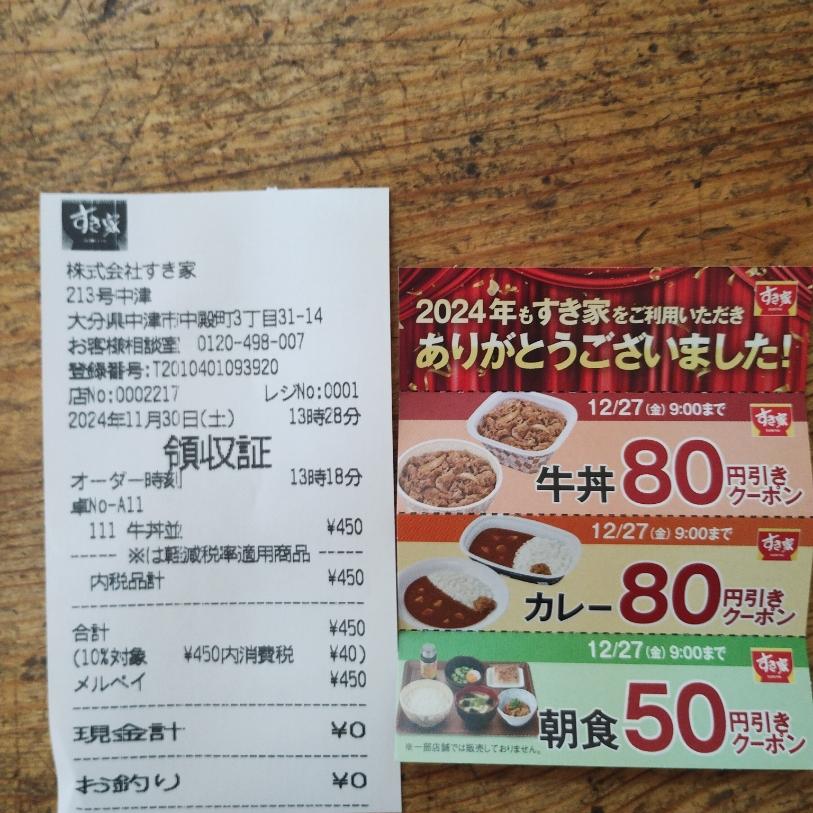 すき家
株式会社すき家
213号中津
大分県中津市中殿町3丁目31-14
お客様相談室 0120-498-007
登録番号:T2010401093920
店No:0002217 レジNo:0001
2024年11月30日(土) 13時28分
領収証
オーダー時刻 13時18分
卓No-A11
111 牛丼並 ¥450
----- ※は軽減税率適用商品 -----
内税品計 ¥450
合計 ¥450
(10%対象 ¥450内消費税 ¥40)
メルペイ ¥450
現金計 ¥0
お釣り ¥0
すき家
2024年もすき家をご利用いただき
ありがとうございました!
12/27(金)9:00まで
すき家
牛丼80円引きクーポン
12/27(金)9:00まで
すき家
カレー80円引きクーポン
12/27(金)9:00まで
すき家
朝食50円引きクーポン
※一部店舗では販売しておりません。